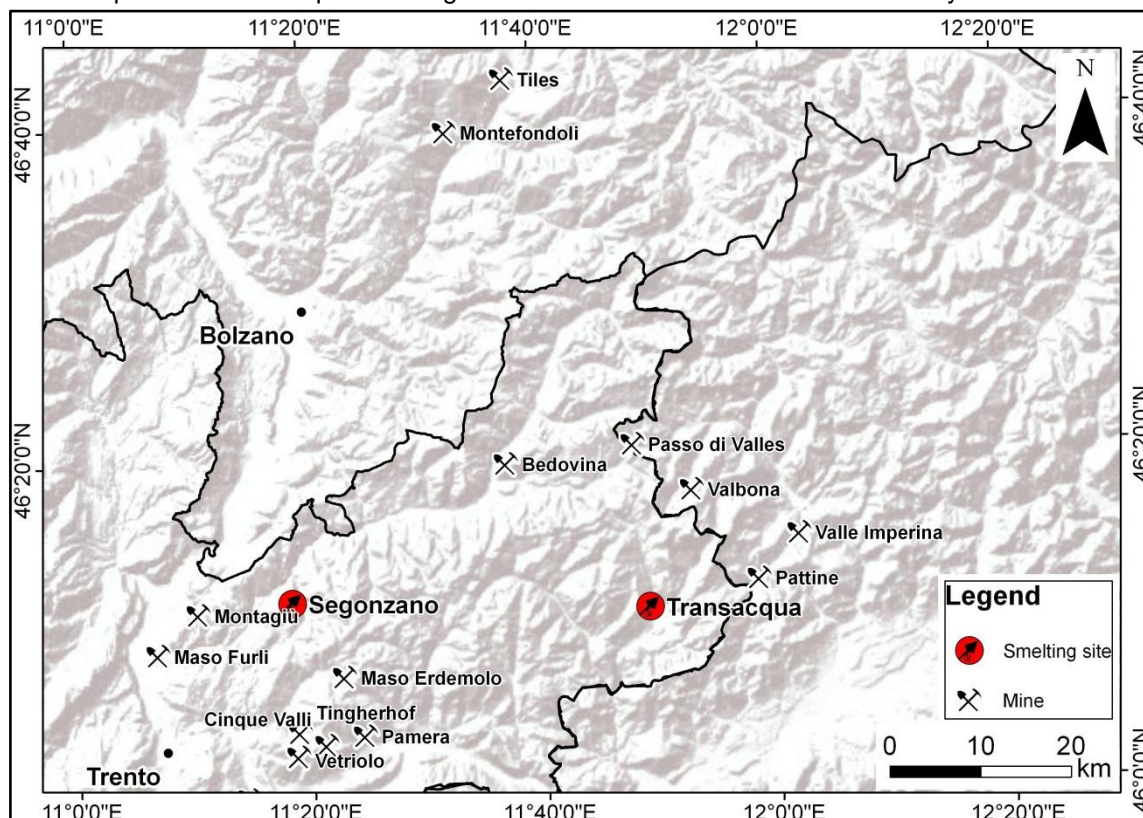 11°0'0"E 11°20'0"E 11°40'0"E 12°0'0"E 12°20'0"E
N
Tiles
46°40'0"N
Montefondoli
46°40'0"N
Bolzano
46°20'0"N
Passo di Valles
Bedovina
46°20'0"N
Valbona
Valle Imperina
Pattine
Legend
Segonzano
Transacqua
Montagiù
Smelting site
Maso Furli
Maso Erdemolo
Mine
Cinque Valli
Tingherhof
Pamera
Vetriolo
0 10 20
km
Trento
46°0'0"N
11°0'0"E 11°20'0"E 11°40'0"E 12°0'0"E 12°20'0"E